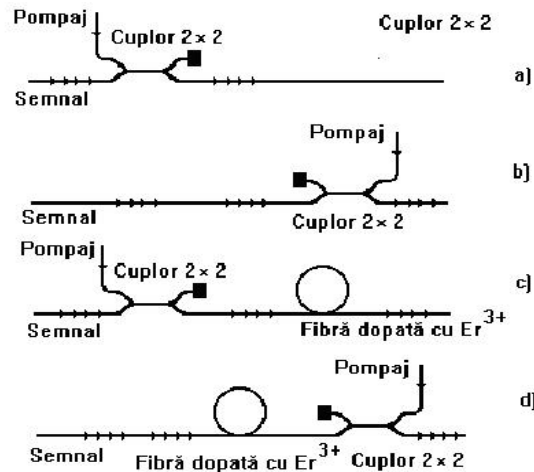 Pompaj
Cuplor 2×2
Cuplor 2×2
a)
Semnal
Pompaj
b)
Semnal
Cuplor 2×2
Pompaj
Cuplor 2×2
c)
Semnal
Fibră dopată cu Er3+
Pompaj
d)
Semnal
Fibră dopată cu Er3+
Cuplor 2×2